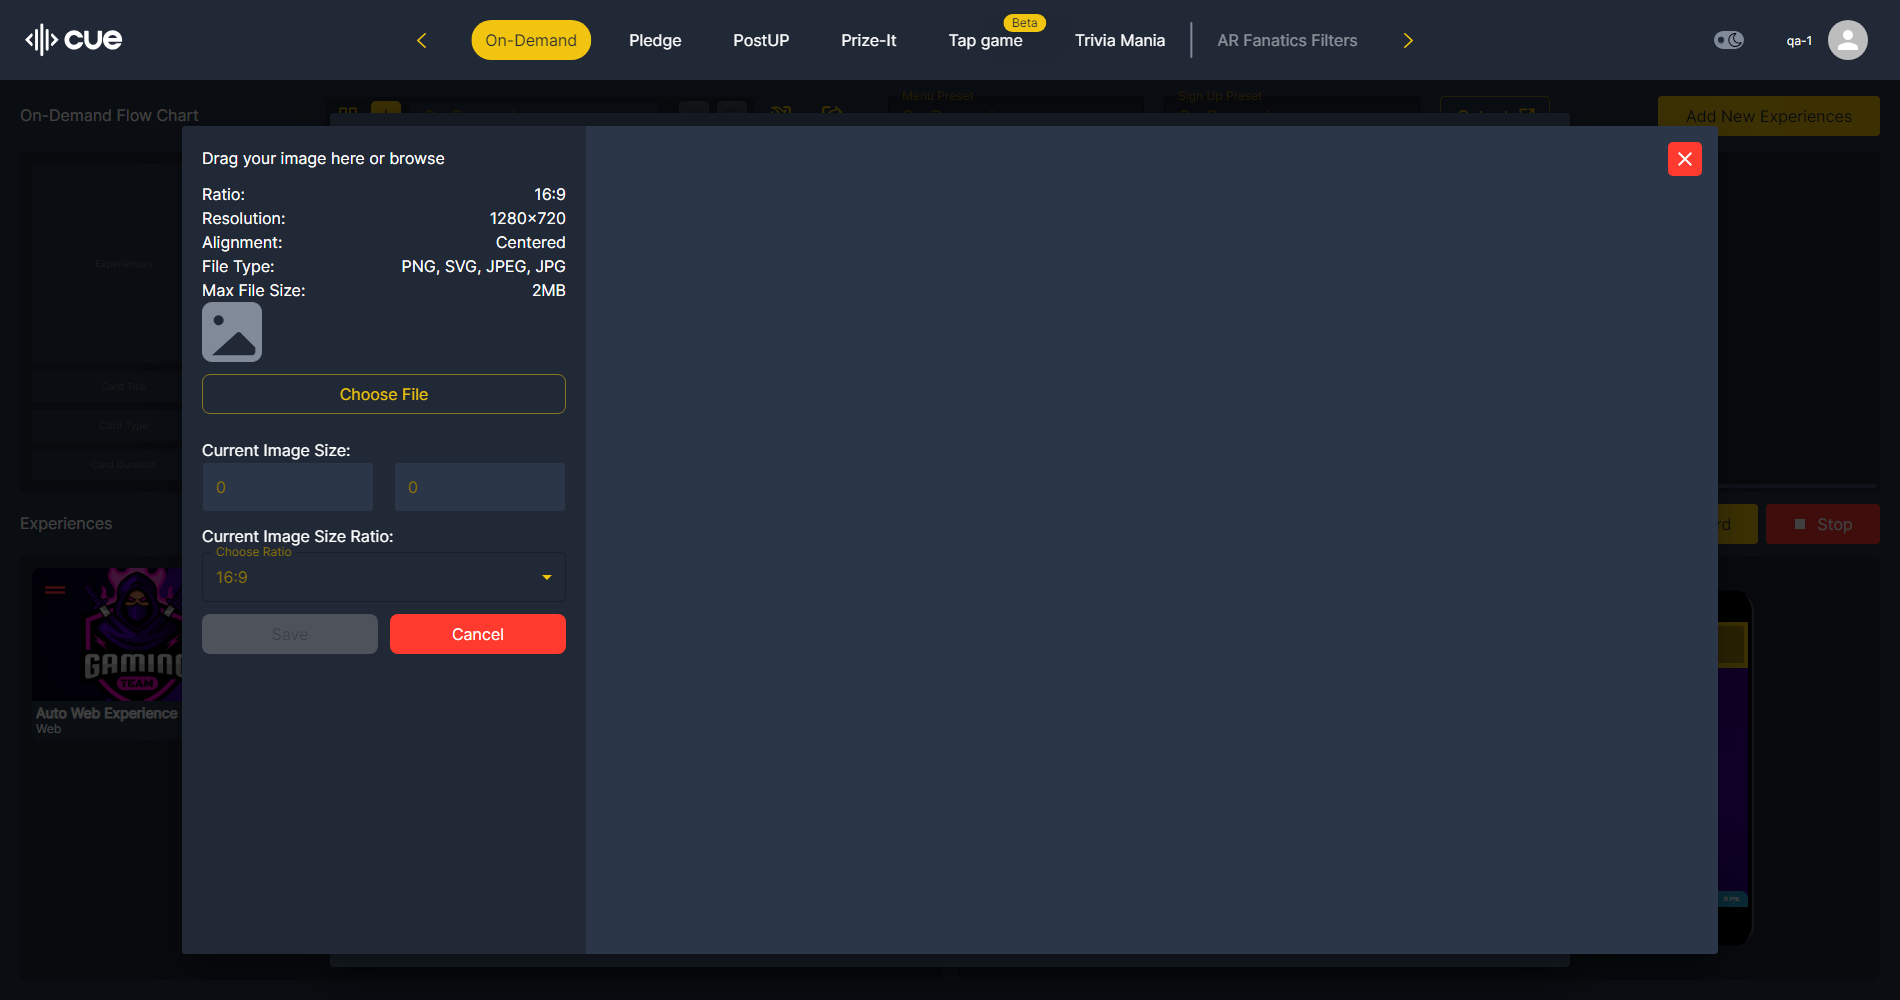 cue
On-Demand
Pledge
PostUP
Prize-It
Tap game
Beta
Trivia Mania
AR Fanatics Filters
qa-1
On-Demand Flow Chart
Menu Preset
Sign Up Preset
Add New Experiences
Drag your image here or browse
Ratio: 16:9
Resolution: 1280×720
Alignment: Centered
File Type: PNG, SVG, JPEG, JPG
Max File Size: 2MB
Experiences
Choose File
Card Title
Card Type
Card Duration
Current Image Size:
0 0
Experiences
Stop
Current Image Size Ratio:
Choose Ratio
16:9
Save
Cancel
GAMING
TEAM
Auto Web Experience
Web